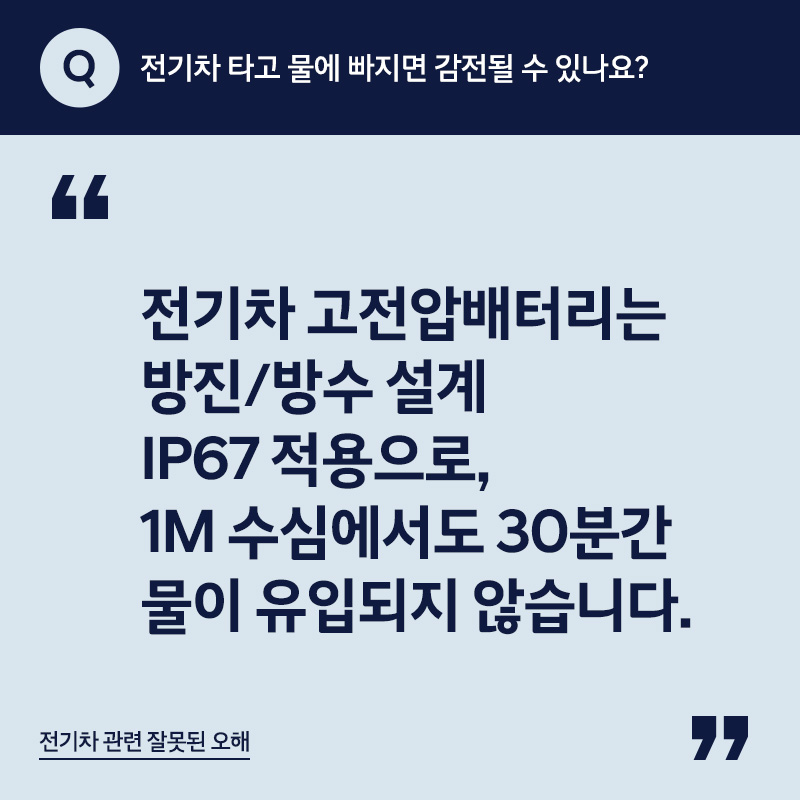 Q 전기차 타고 물에 빠지면 감전될 수 있나요?
“
전기차 고전압배터리는
방진/방수 설계
IP67 적용으로,
1M 수심에서도 30분간
물이 유입되지 않습니다.
전기차 관련 잘못된 오해
”